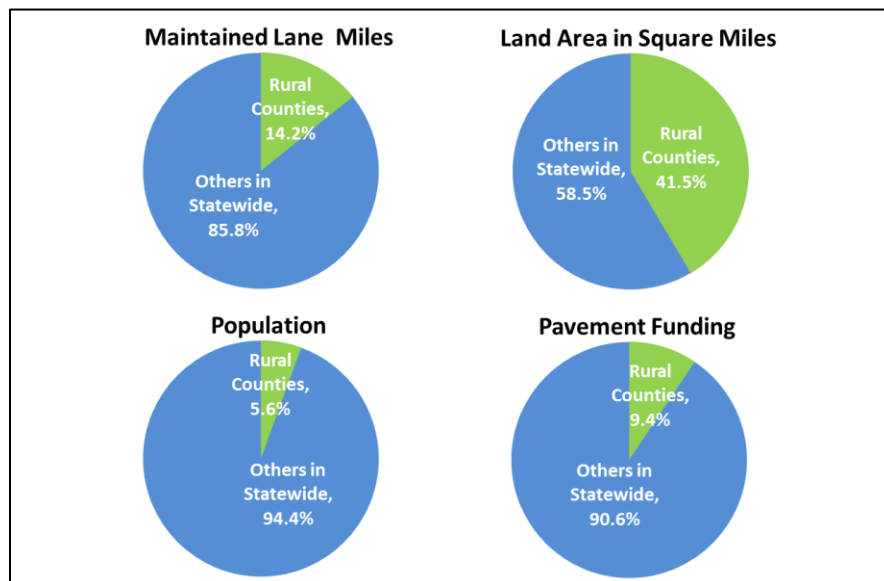 Maintained Lane Miles
Rural
Counties,
14.2%
Others in
Statewide,
85.8%
Land Area in Square Miles
Others in
Statewide,
58.5%
Rural
Counties,
41.5%
Population
Rural
Counties,
5.6%
Others in
Statewide,
94.4%
Pavement Funding
Rural
Counties,
9.4%
Others in
Statewide,
90.6%